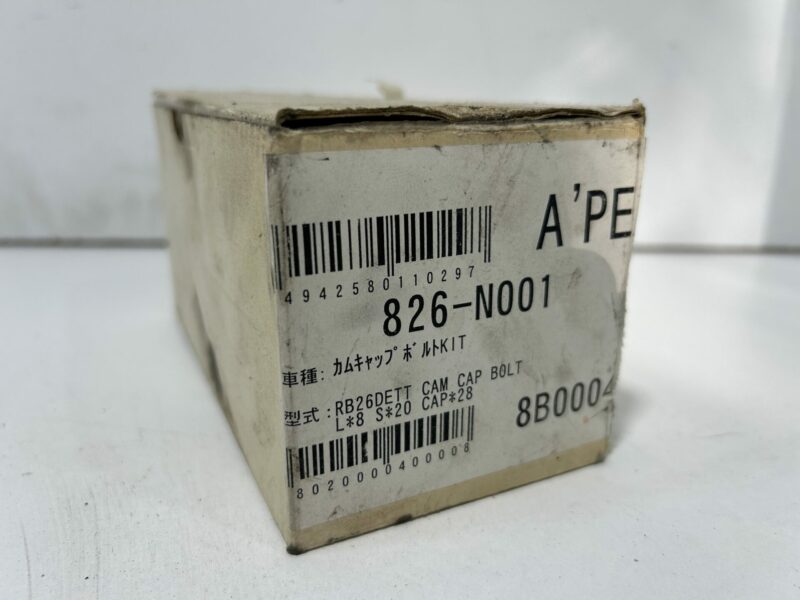 A'PE
4942580110297
826-N001
車種:カムキャップボルトKIT
型式:RB26DETT CAM CAP BOLT
L*8 S*20 CAP*28
8B0004
8020000400008